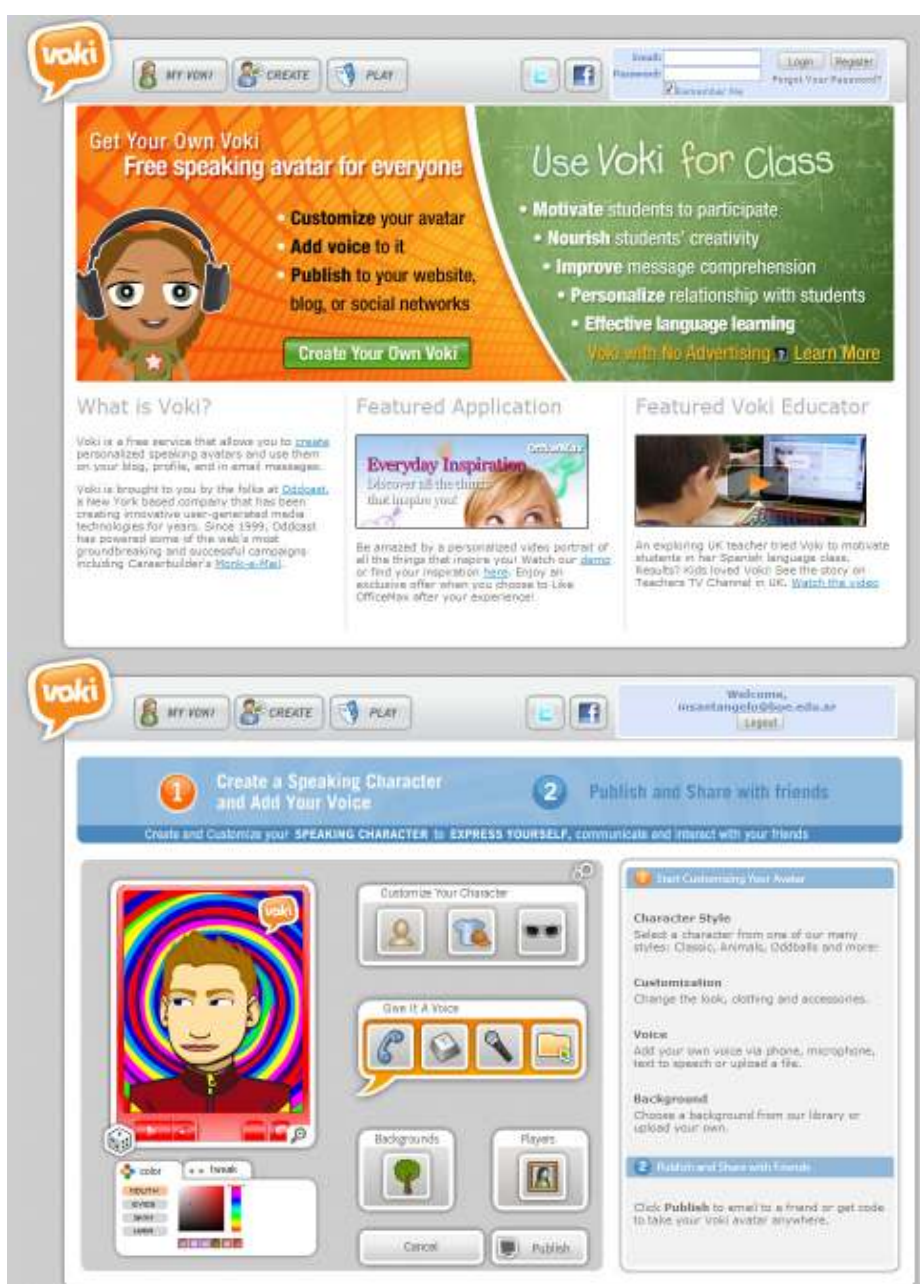 voki
MY VOKI
CREATE
PLAY
Email:
Password:
Remember Me
Login
Register
Forgot Your Password?
Get Your Own Voki
Free speaking avatar for everyone
• Customize your avatar
• Add voice to it
• Publish to your website,
blog, or social networks
Create Your Own Voki
Use Voki for Class
• Motivate students to participate
• Nourish students' creativity
• Improve message comprehension
• Personalize relationship with students
• Effective language learning
Voki with No Advertising ? Learn More
What is Voki?
Voki is a free service that allows you to create
personalized speaking avatars and use them
on your blog, profile, and in email messages.
Voki is brought to you by the folks at Oddcast,
a New York based company that has been
creating innovative user-generated media
technologies for years. Since 1999, Oddcast
has powered some of the web's most
groundbreaking and successful campaigns
including Careerbuilder's Monk-e-Mail.
Featured Application
OfficeMax
Everyday Inspiration
Discover all the things
that inspire you!
Be amazed by a personalized video portrait of
all the things that inspire you! Watch our demo
or find your inspiration here. Enjoy an
exclusive offer when you choose to Like
OfficeMax after your experience!
Featured Voki Educator
An exploring UK teacher tried Voki to motivate
students in her Spanish language class.
Results? Kids loved Voki! See the story on
Teachers TV Channel in UK. Watch the video
voki
MY VOKI
CREATE
PLAY
Welcome,
Logout
1 Create a Speaking Character
and Add Your Voice
2 Publish and Share with friends
Create and Customize your SPEAKING CHARACTER to EXPRESS YOURSELF, communicate and interact with your friends
voki
color
tweak
MOUTH
EYES
SKIN
HAIR
Customize Your Character
Give It A Voice
Backgrounds
Players
Cancel
Publish
1 Start Customizing Your Avatar
Character Style
Select a character from one of our many
styles: Classic, Animals, Oddballs and more!
Customization
Change the look, clothing and accessories.
Voice
Add your own voice via phone, microphone,
text to speech or upload a file.
Background
Choose a background from our library or
upload your own.
2 Publish and Share with Friends
Click Publish to email to a friend or get code
to take your Voki avatar anywhere.